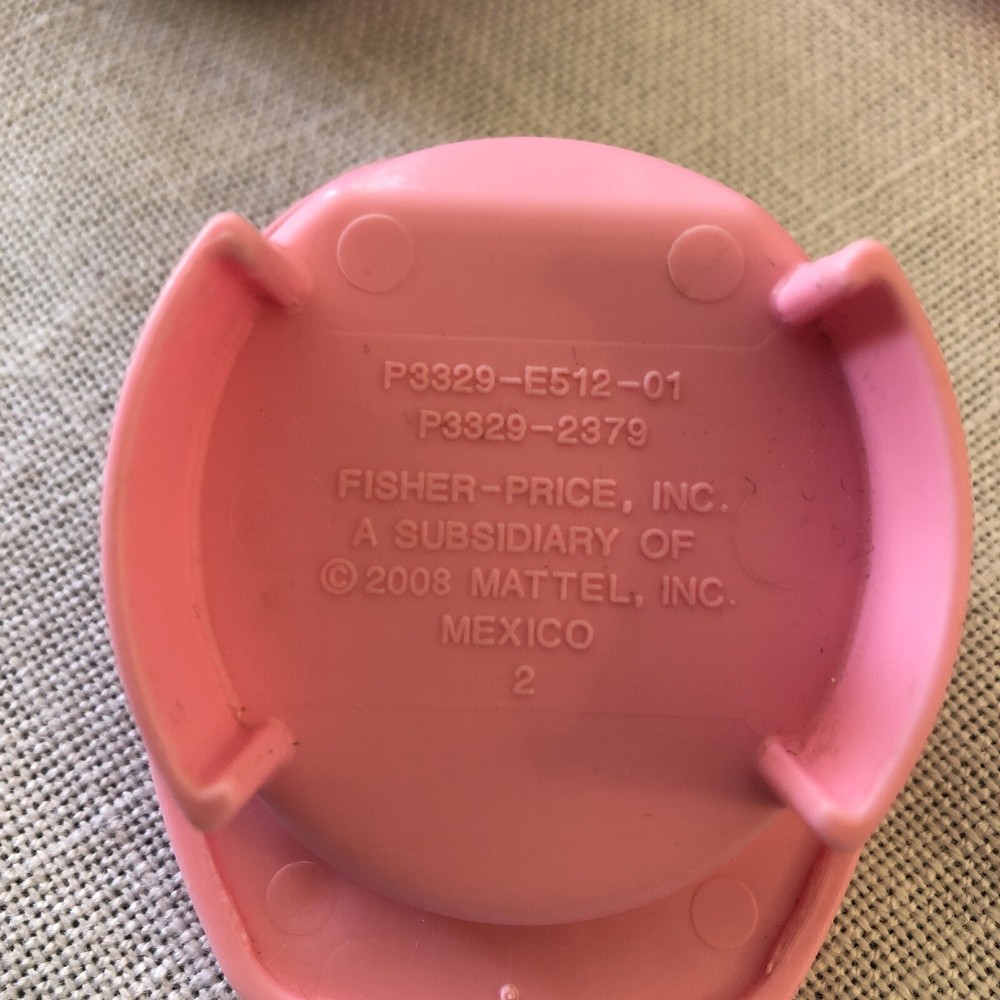 P3329-E512-01
P3329-2379
FISHER-PRICE, INC.
A SUBSIDIARY OF
©2008 MATTEL, INC.
MEXICO
2